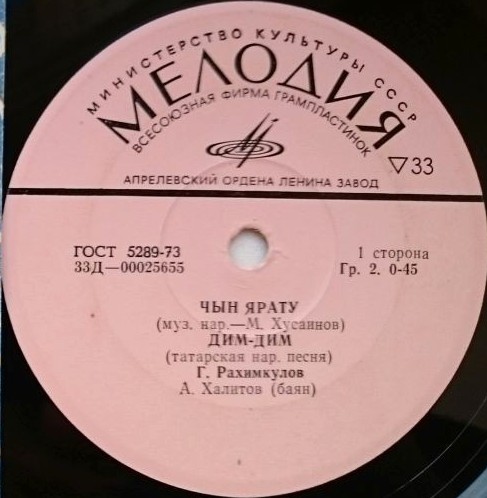 МИНИСТЕРСТВО КУЛЬТУРЫ СССР
МЕЛОДИЯ
ВСЕСОЮЗНАЯ ФИРМА ГРАМПЛАСТИНОК
▽33
АПРЕЛЕВСКИЙ ОРДЕНА ЛЕНИНА ЗАВОД
ГОСТ 5289-73
33Д—00025655
1 сторона
Гр. 2. 0-45
ЧЫН ЯРАТУ
(муз. нар.—М. Хусаинов)
ДИМ-ДИМ
(татарская нар. песня)
Г. Рахимкулов
А. Халитов (баян)